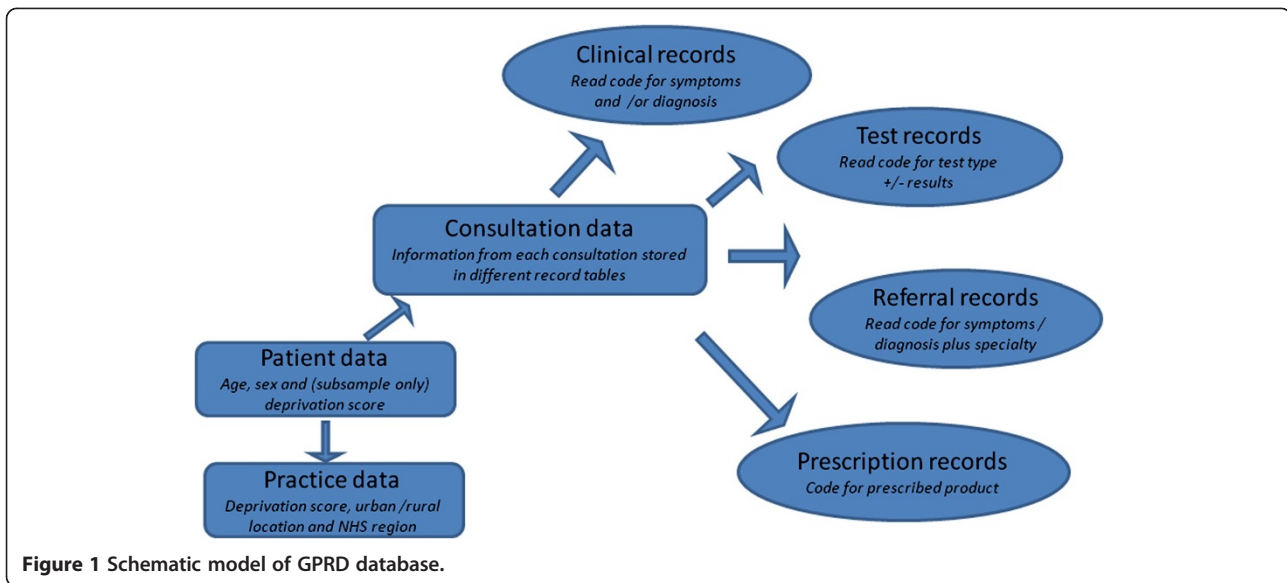 Clinical records
Read code for symptoms
and /or diagnosis
Test records
Read code for test type
+/- results
Consultation data
Information from each consultation stored
in different record tables
Referral records
Read code for symptoms /
diagnosis plus specialty
Patient data
Age, sex and (subsample only)
deprivation score
Practice data
Deprivation score, urban /rural
location and NHS region
Prescription records
Code for prescribed product
Figure 1 Schematic model of GPRD database.